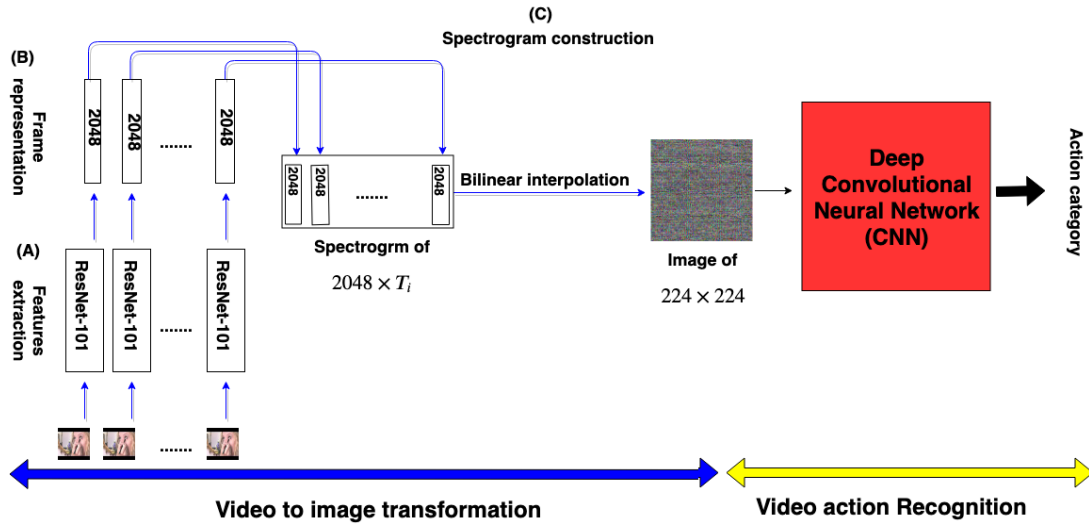 (C)
Spectrogram construction
(B)
Frame
representation
2048
2048
.......
2048
2048
2048
.......
2048
Bilinear interpolation
Spectrogrm of
2048 × Tᵢ
Image of
224 × 224
Deep
Convolutional
Neural Network
(CNN)
Action category
(A)
Features
extraction
ResNet-101
ResNet-101
.......
ResNet-101
.......
Video to image transformation
Video action Recognition